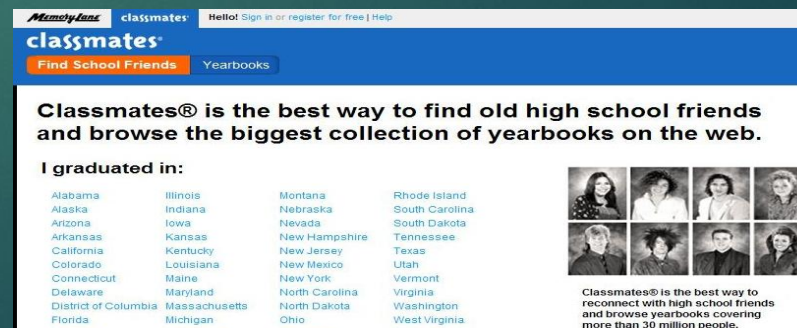 MemoryLane classmates® Hello! Sign in or register for free | Help
classmates®
Find School Friends Yearbooks
Classmates® is the best way to find old high school friends
and browse the biggest collection of yearbooks on the web.
I graduated in:
Alabama Illinois Montana Rhode Island
Alaska Indiana Nebraska South Carolina
Arizona Iowa Nevada South Dakota
Arkansas Kansas New Hampshire Tennessee
California Kentucky New Jersey Texas
Colorado Louisiana New Mexico Utah
Connecticut Maine New York Vermont
Delaware Maryland North Carolina Virginia
District of Columbia Massachusetts North Dakota Washington
Florida Michigan Ohio West Virginia
Classmates® is the best way to
reconnect with high school friends
and browse yearbooks covering
more than 30 million people.